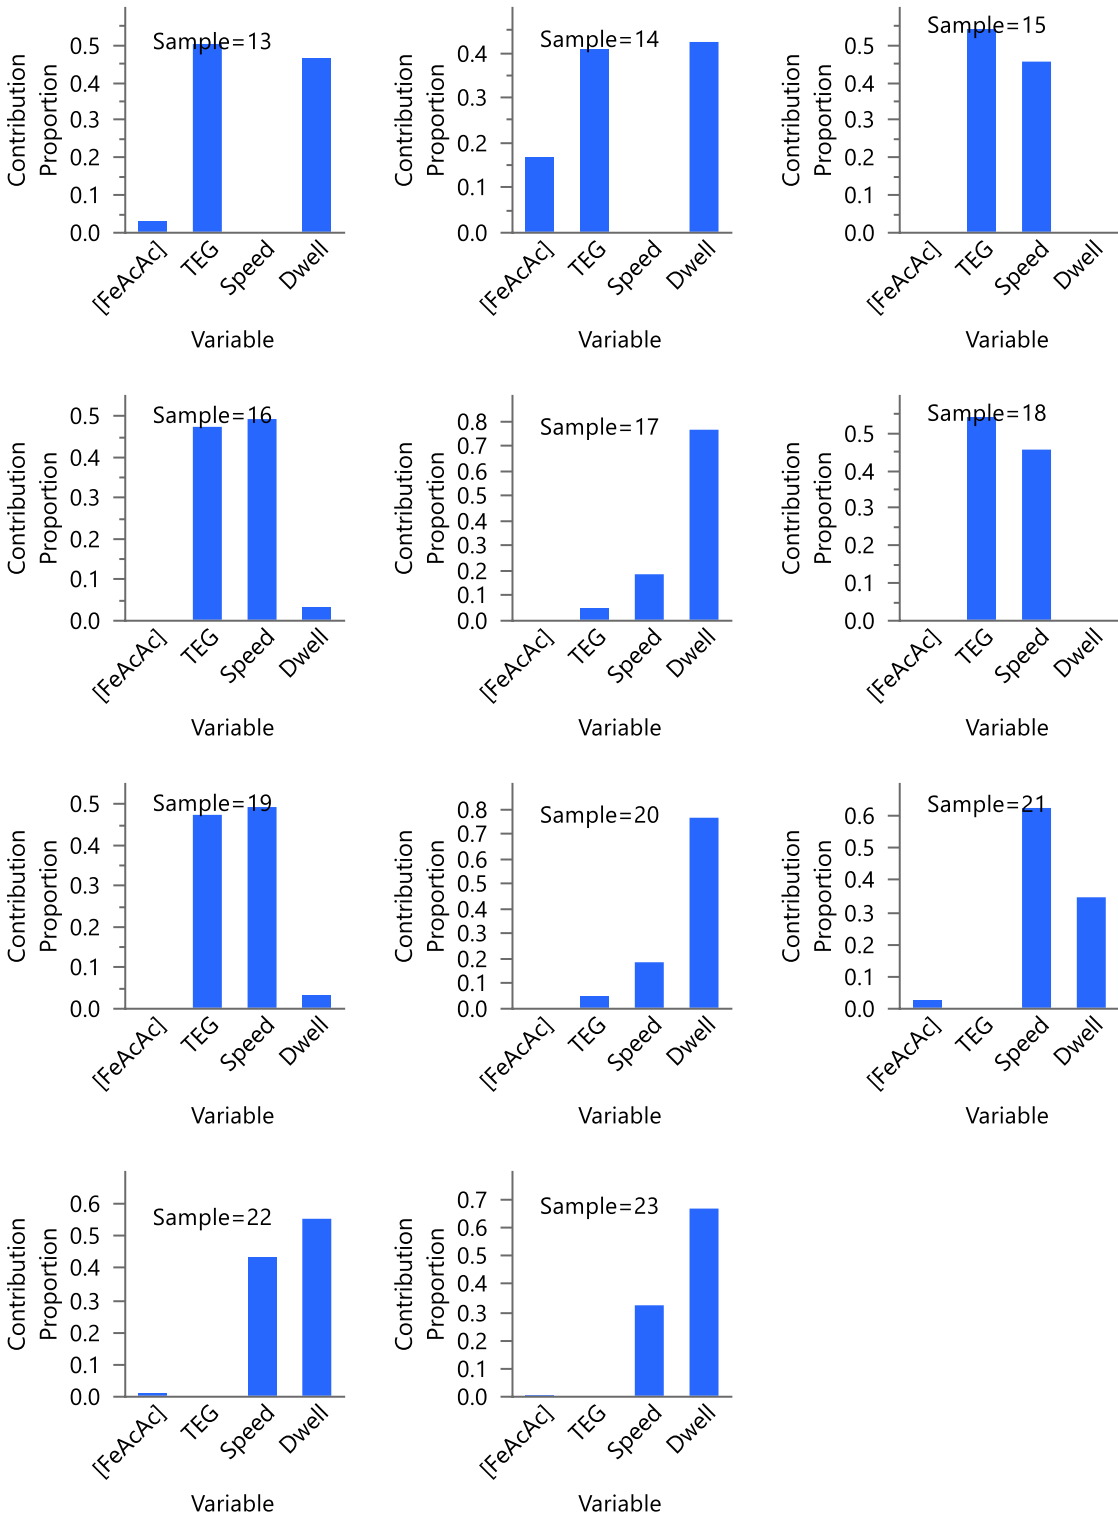 Sample=13
Contribution
Proportion
0.5
0.4
0.3
0.2
0.1
0.0
[FeAcAc]
TEG
Speed
Dwell
Variable
Sample=14
Contribution
Proportion
0.4
0.3
0.2
0.1
0.0
[FeAcAc]
TEG
Speed
Dwell
Variable
Sample=15
Contribution
Proportion
0.5
0.4
0.3
0.2
0.1
0.0
[FeAcAc]
TEG
Speed
Dwell
Variable
Sample=16
Contribution
Proportion
0.5
0.4
0.3
0.2
0.1
0.0
[FeAcAc]
TEG
Speed
Dwell
Variable
Sample=17
Contribution
Proportion
0.8
0.7
0.6
0.5
0.4
0.3
0.2
0.1
0.0
[FeAcAc]
TEG
Speed
Dwell
Variable
Sample=18
Contribution
Proportion
0.5
0.4
0.3
0.2
0.1
0.0
[FeAcAc]
TEG
Speed
Dwell
Variable
Sample=19
Contribution
Proportion
0.5
0.4
0.3
0.2
0.1
0.0
[FeAcAc]
TEG
Speed
Dwell
Variable
Sample=20
Contribution
Proportion
0.8
0.7
0.6
0.5
0.4
0.3
0.2
0.1
0.0
[FeAcAc]
TEG
Speed
Dwell
Variable
Sample=21
Contribution
Proportion
0.6
0.5
0.4
0.3
0.2
0.1
0.0
[FeAcAc]
TEG
Speed
Dwell
Variable
Sample=22
Contribution
Proportion
0.6
0.5
0.4
0.3
0.2
0.1
0.0
[FeAcAc]
TEG
Speed
Dwell
Variable
Sample=23
Contribution
Proportion
0.7
0.6
0.5
0.4
0.3
0.2
0.1
0.0
[FeAcAc]
TEG
Speed
Dwell
Variable